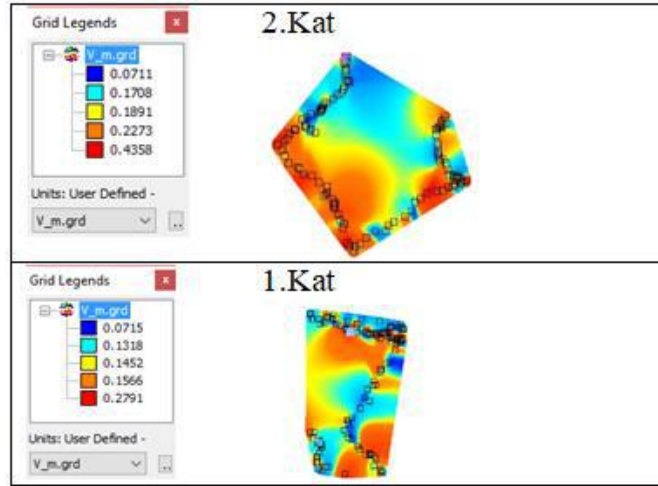 Grid Legends x
2.Kat
V_m.grd
0.0711
0.1708
0.1891
0.2273
0.4358
Units: User Defined -
V_m.grd ..
Grid Legends x
1.Kat
V_m.grd
0.0715
0.1318
0.1452
0.1566
0.2791
Units: User Defined -
V_m.grd ..